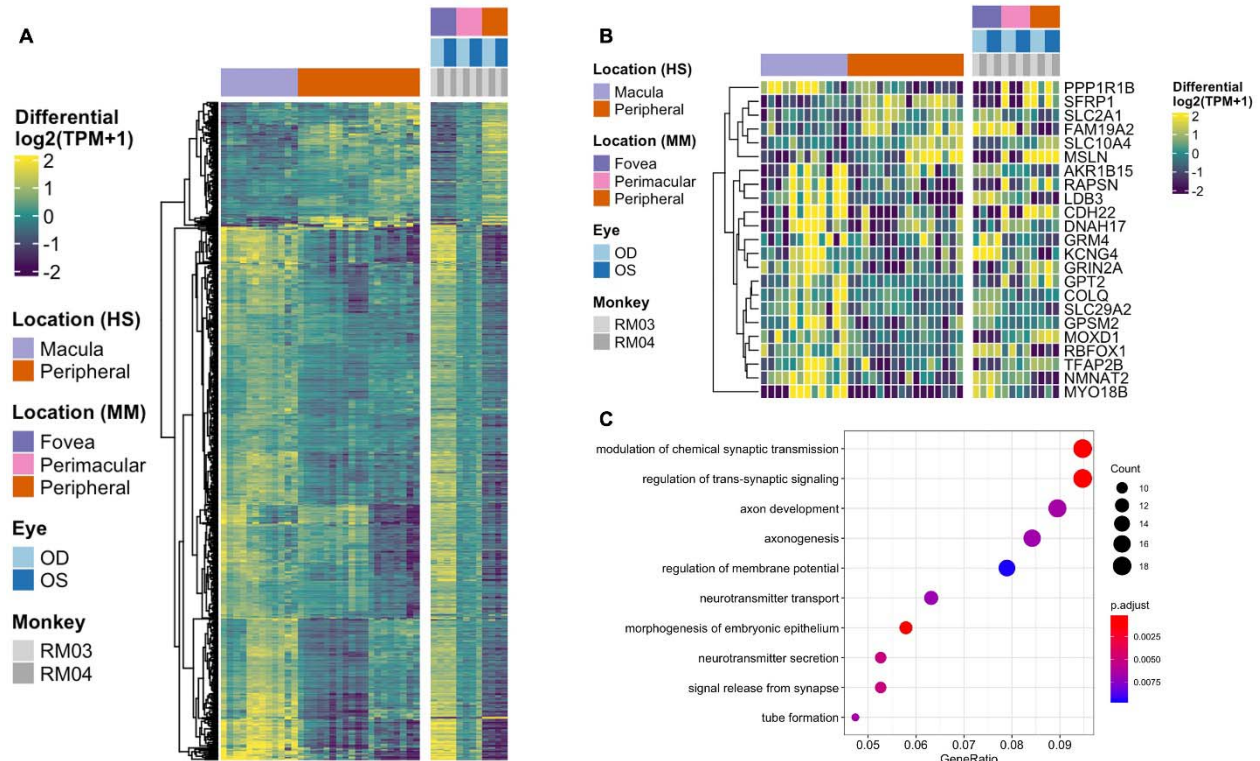 A
Differential
log2(TPM+1)
2
1
0
-1
-2
Location (HS)
Macula
Peripheral
Location (MM)
Fovea
Perimacular
Peripheral
Eye
OD
OS
Monkey
RM03
RM04
B
Location (HS)
Macula
Peripheral
Location (MM)
Fovea
Perimacular
Peripheral
Eye
OD
OS
Monkey
RM03
RM04
PPP1R1B
SFRP1
SLC2A1
FAM19A2
SLC10A4
MSLN
AKR1B15
RAPSN
LDB3
CDH22
DNAH17
GRM4
KCNG4
GRIN2A
GPT2
COLQ
SLC29A2
GPSM2
MOXD1
RBFOX1
TFAP2B
NMNAT2
MYO18B
Differential
log2(TPM+1)
2
1
0
-1
-2
C
modulation of chemical synaptic transmission
regulation of trans-synaptic signaling
axon development
axonogenesis
regulation of membrane potential
neurotransmitter transport
morphogenesis of embryonic epithelium
neurotransmitter secretion
signal release from synapse
tube formation
0.05 0.06 0.07 0.08 0.09
GeneRatio
Count
10
12
14
16
18
p.adjust
0.0025
0.0050
0.0075